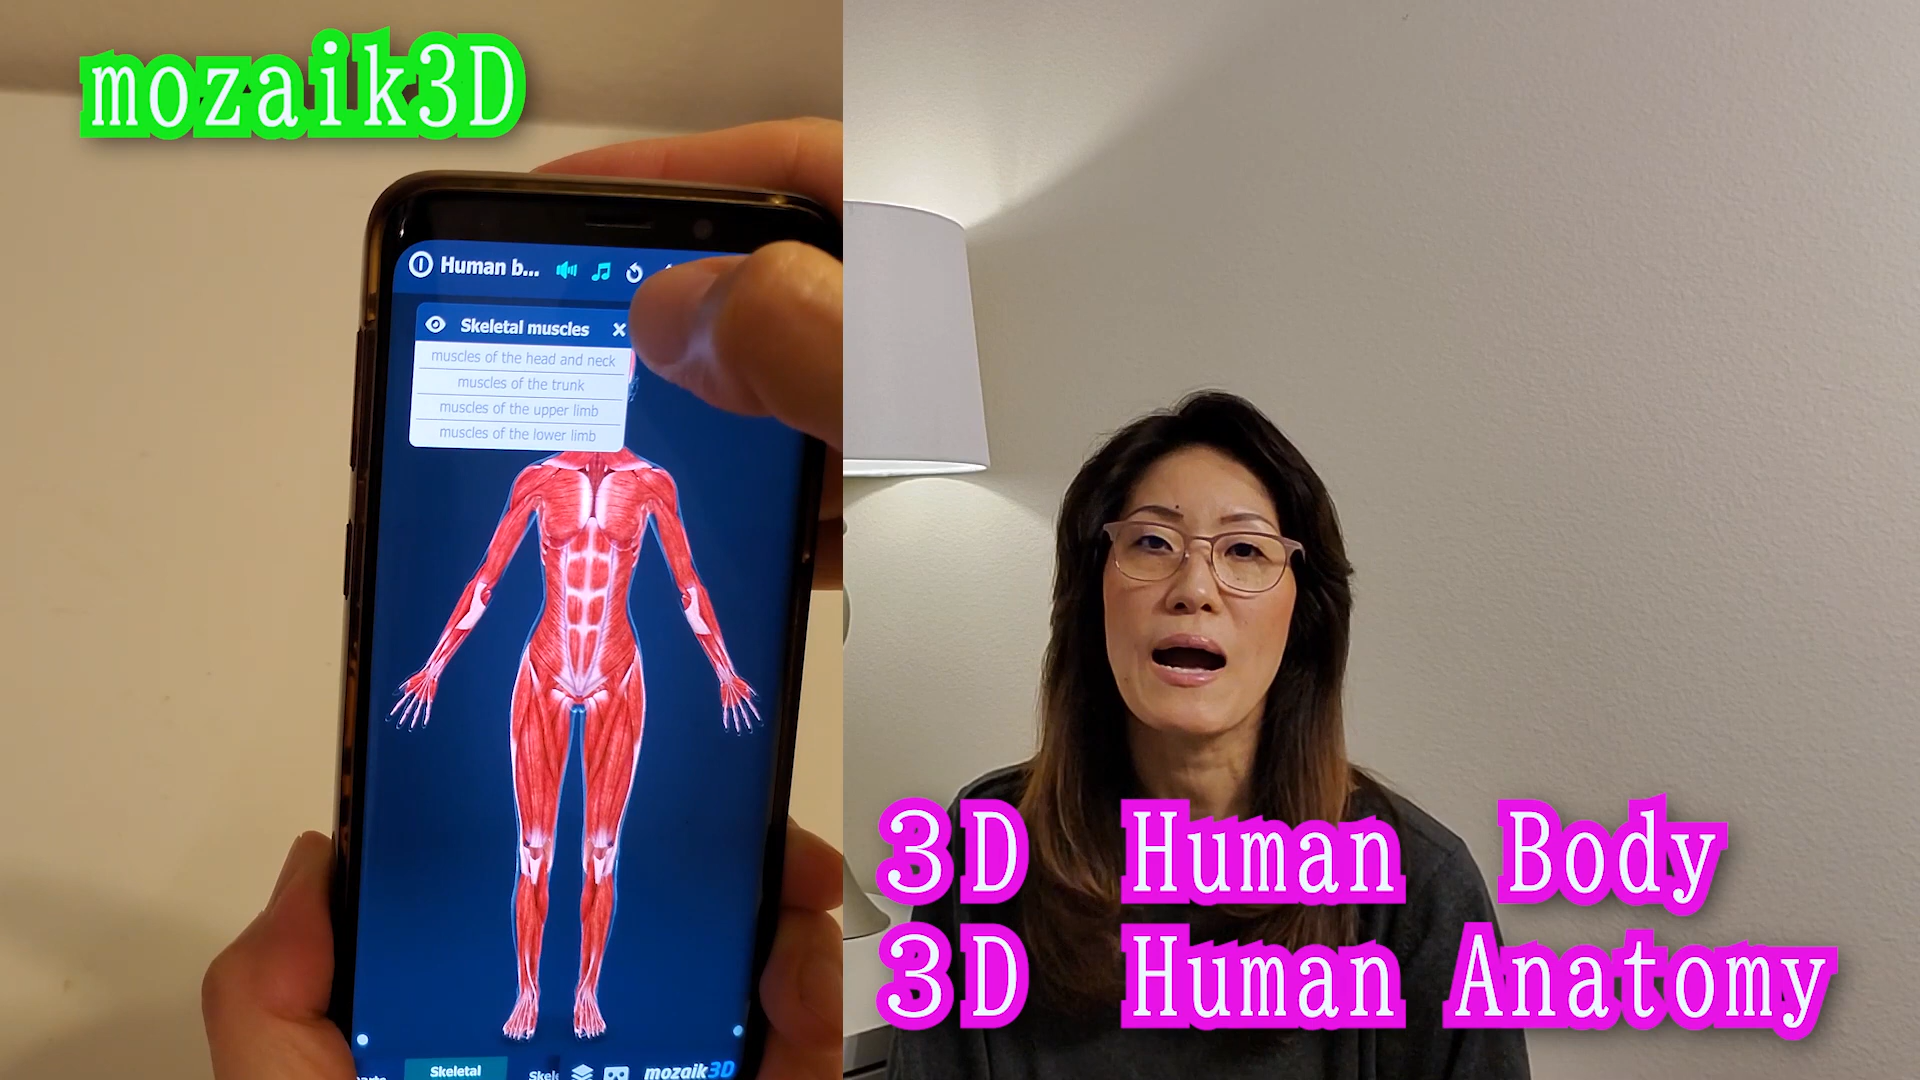 mozaik3D
Human b...
Skeletal muscles
muscles of the head and neck
muscles of the trunk
muscles of the upper limb
muscles of the lower limb
Skeletal
mozaik3D
3D Human Body
3D Human Anatomy